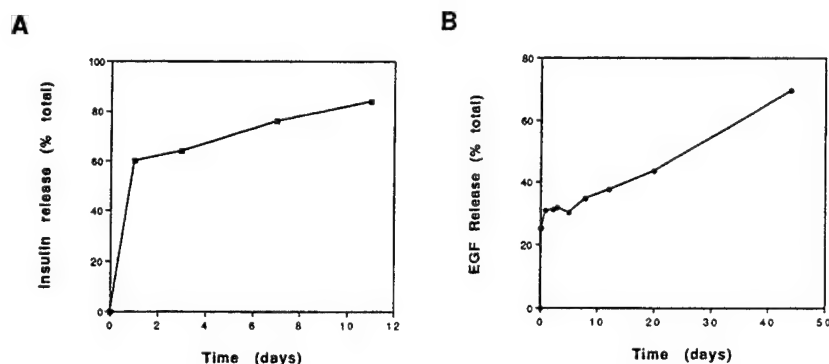 A
Insulin release (% total)
100
80
60
40
20
0
0 2 4 6 8 10 12
Time (days)
B
EGF Release (% total)
80
60
40
20
0
0 10 20 30 40 50
Time (days)